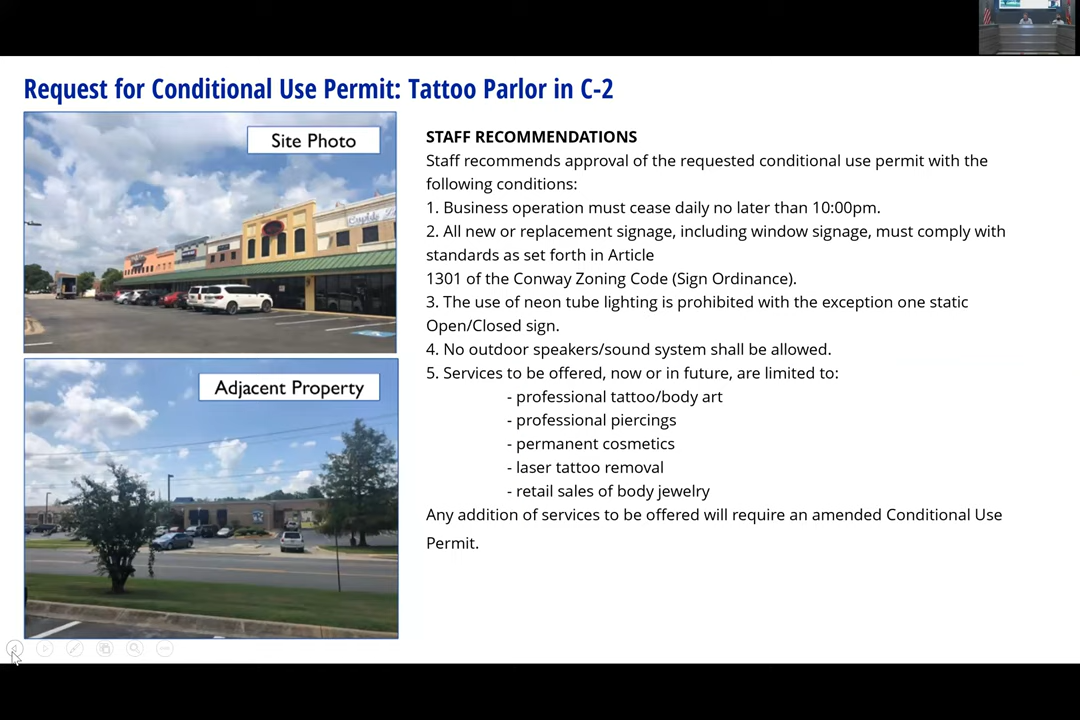 Request for Conditional Use Permit: Tattoo Parlor in C-2
Site Photo
Adjacent Property
STAFF RECOMMENDATIONS
Staff recommends approval of the requested conditional use permit with the
following conditions:
1. Business operation must cease daily no later than 10:00pm.
2. All new or replacement signage, including window signage, must comply with
standards as set forth in Article
1301 of the Conway Zoning Code (Sign Ordinance).
3. The use of neon tube lighting is prohibited with the exception one static
Open/Closed sign.
4. No outdoor speakers/sound system shall be allowed.
5. Services to be offered, now or in future, are limited to:
- professional tattoo/body art
- professional piercings
- permanent cosmetics
- laser tattoo removal
- retail sales of body jewelry
Any addition of services to be offered will require an amended Conditional Use
Permit.